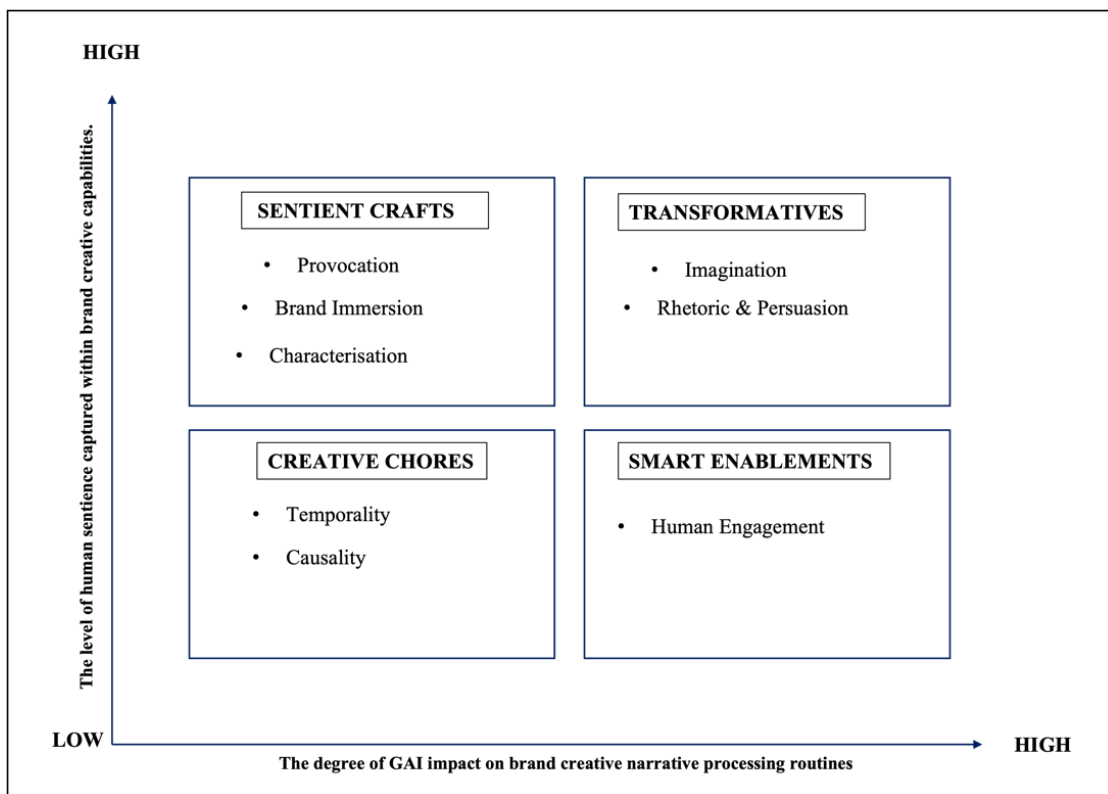 HIGH
The level of human sentience captured within brand creative capabilities.
SENTIENT CRAFTS
• Provocation
• Brand Immersion
• Characterisation
TRANSFORMATIVES
• Imagination
• Rhetoric & Persuasion
CREATIVE CHORES
• Temporality
• Causality
SMART ENABLEMENTS
• Human Engagement
LOW
HIGH
The degree of GAI impact on brand creative narrative processing routines